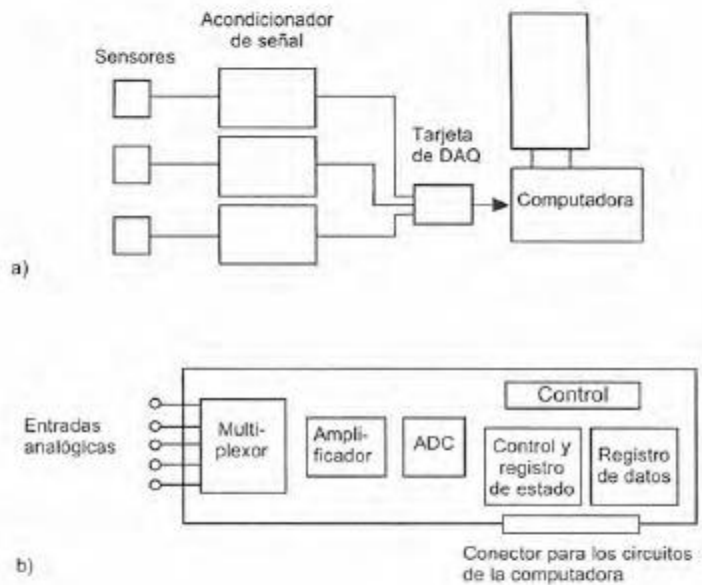 Acondicionador
de señal
Sensores
Tarjeta
de DAQ
Computadora
a)
Entradas
analógicas
Multi-
plexor
Ampli-
ficador
ADC
Control
Control y
registro
de estado
Registro
de datos
Conector para los circuitos
de la computadora
b)